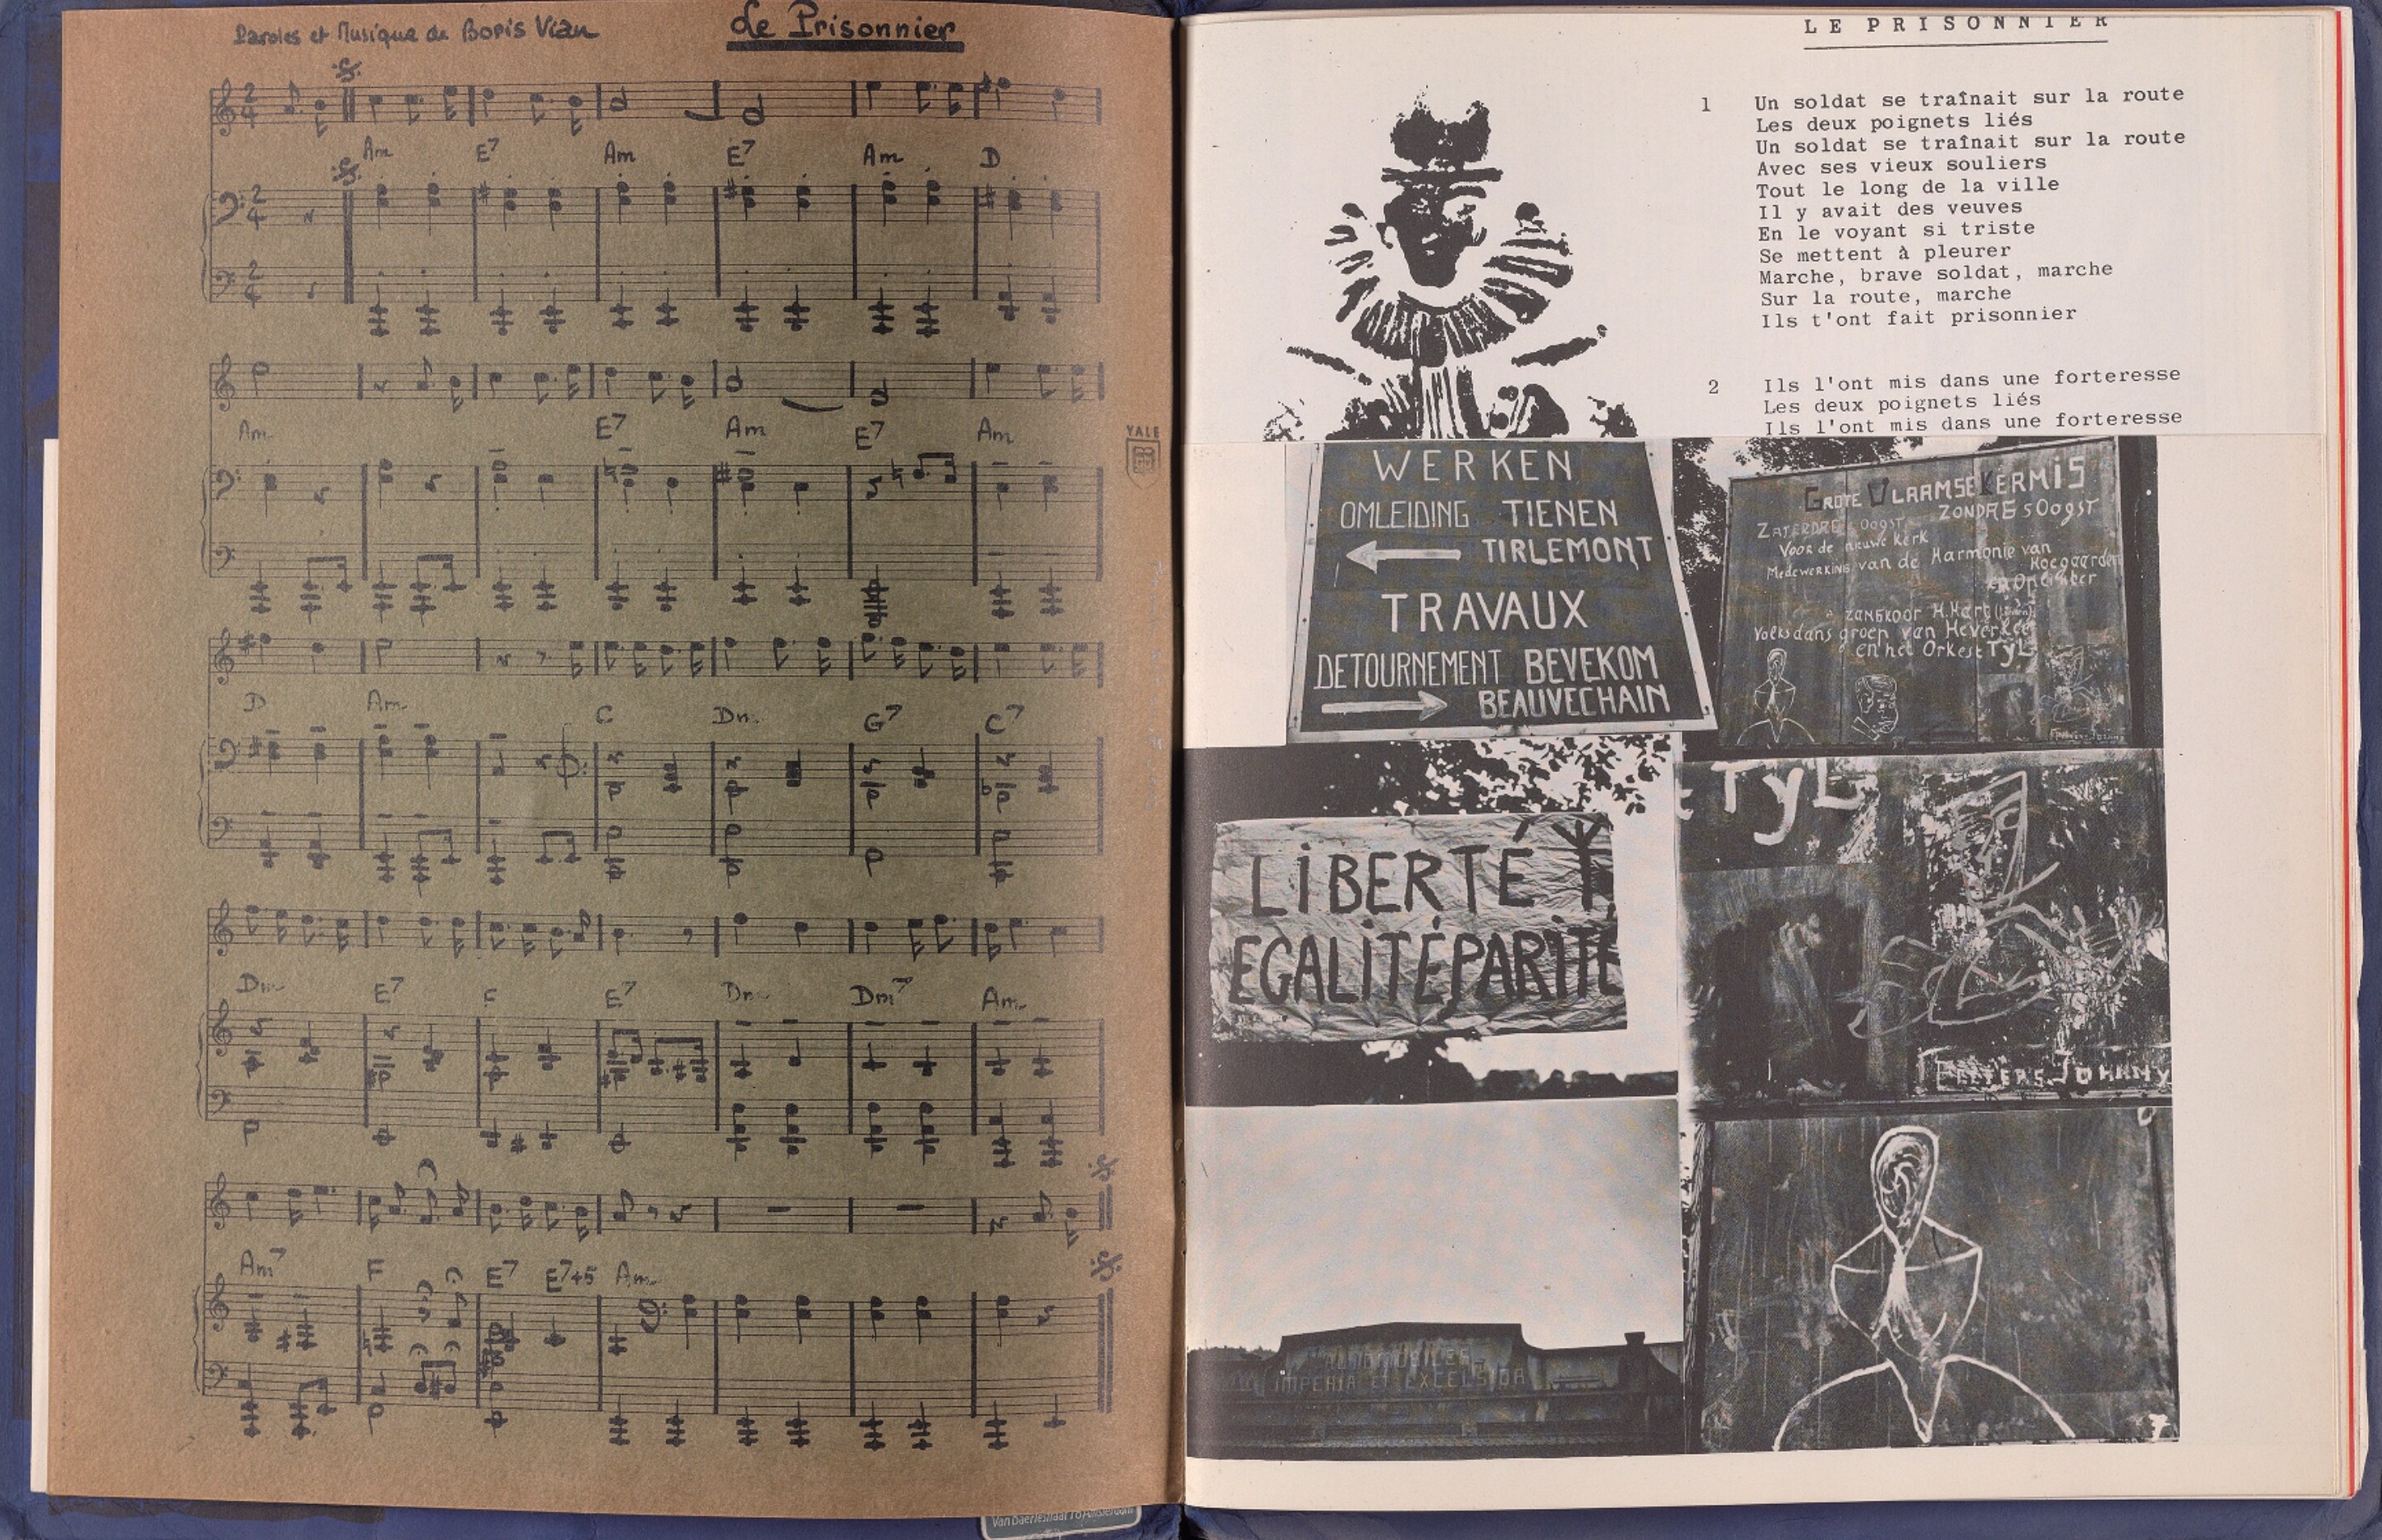 Paroles et Musique de Boris Vian
Le Prisonnier
Am E7 Am E7 Am D
Am E7 Am E7 Am
D Am C Dm G7 C7
Dm E7 F E7 Dm Dm7 Am
Am7 F E7 E7+5 Am
YALE
LE PRISONNIER
1 Un soldat se traînait sur la route
Les deux poignets liés
Un soldat se traînait sur la route
Avec ses vieux souliers
Tout le long de la ville
Il y avait des veuves
En le voyant si triste
Se mettent à pleurer
Marche, brave soldat, marche
Sur la route, marche
Ils t'ont fait prisonnier
2 Ils l'ont mis dans une forteresse
Les deux poignets liés
Ils l'ont mis dans une forteresse
WERKEN
OMLEIDING TIENEN
TIRLEMONT
TRAVAUX
DETOURNEMENT BEVEKOM
BEAUVECHAIN
GROTE VLAAMSE KERMIS
ZATERDAG Oogst ZONDAG 5 Oogst
Voor de nieuwe Kerk
MEDEWERKING van de Harmonie van
Hoegaarden
ZANGKOOR H.Hart
Volksdans groep van Heverlee
en het Orkest TYL
LIBERTÉ
EGALITÉ PARITÉ
TYL
PEETERS JOHNNY
AUTOMOBILES
IMPERIA ET EXCELSIOR
Van Baerlestraat 76 Amsterdam